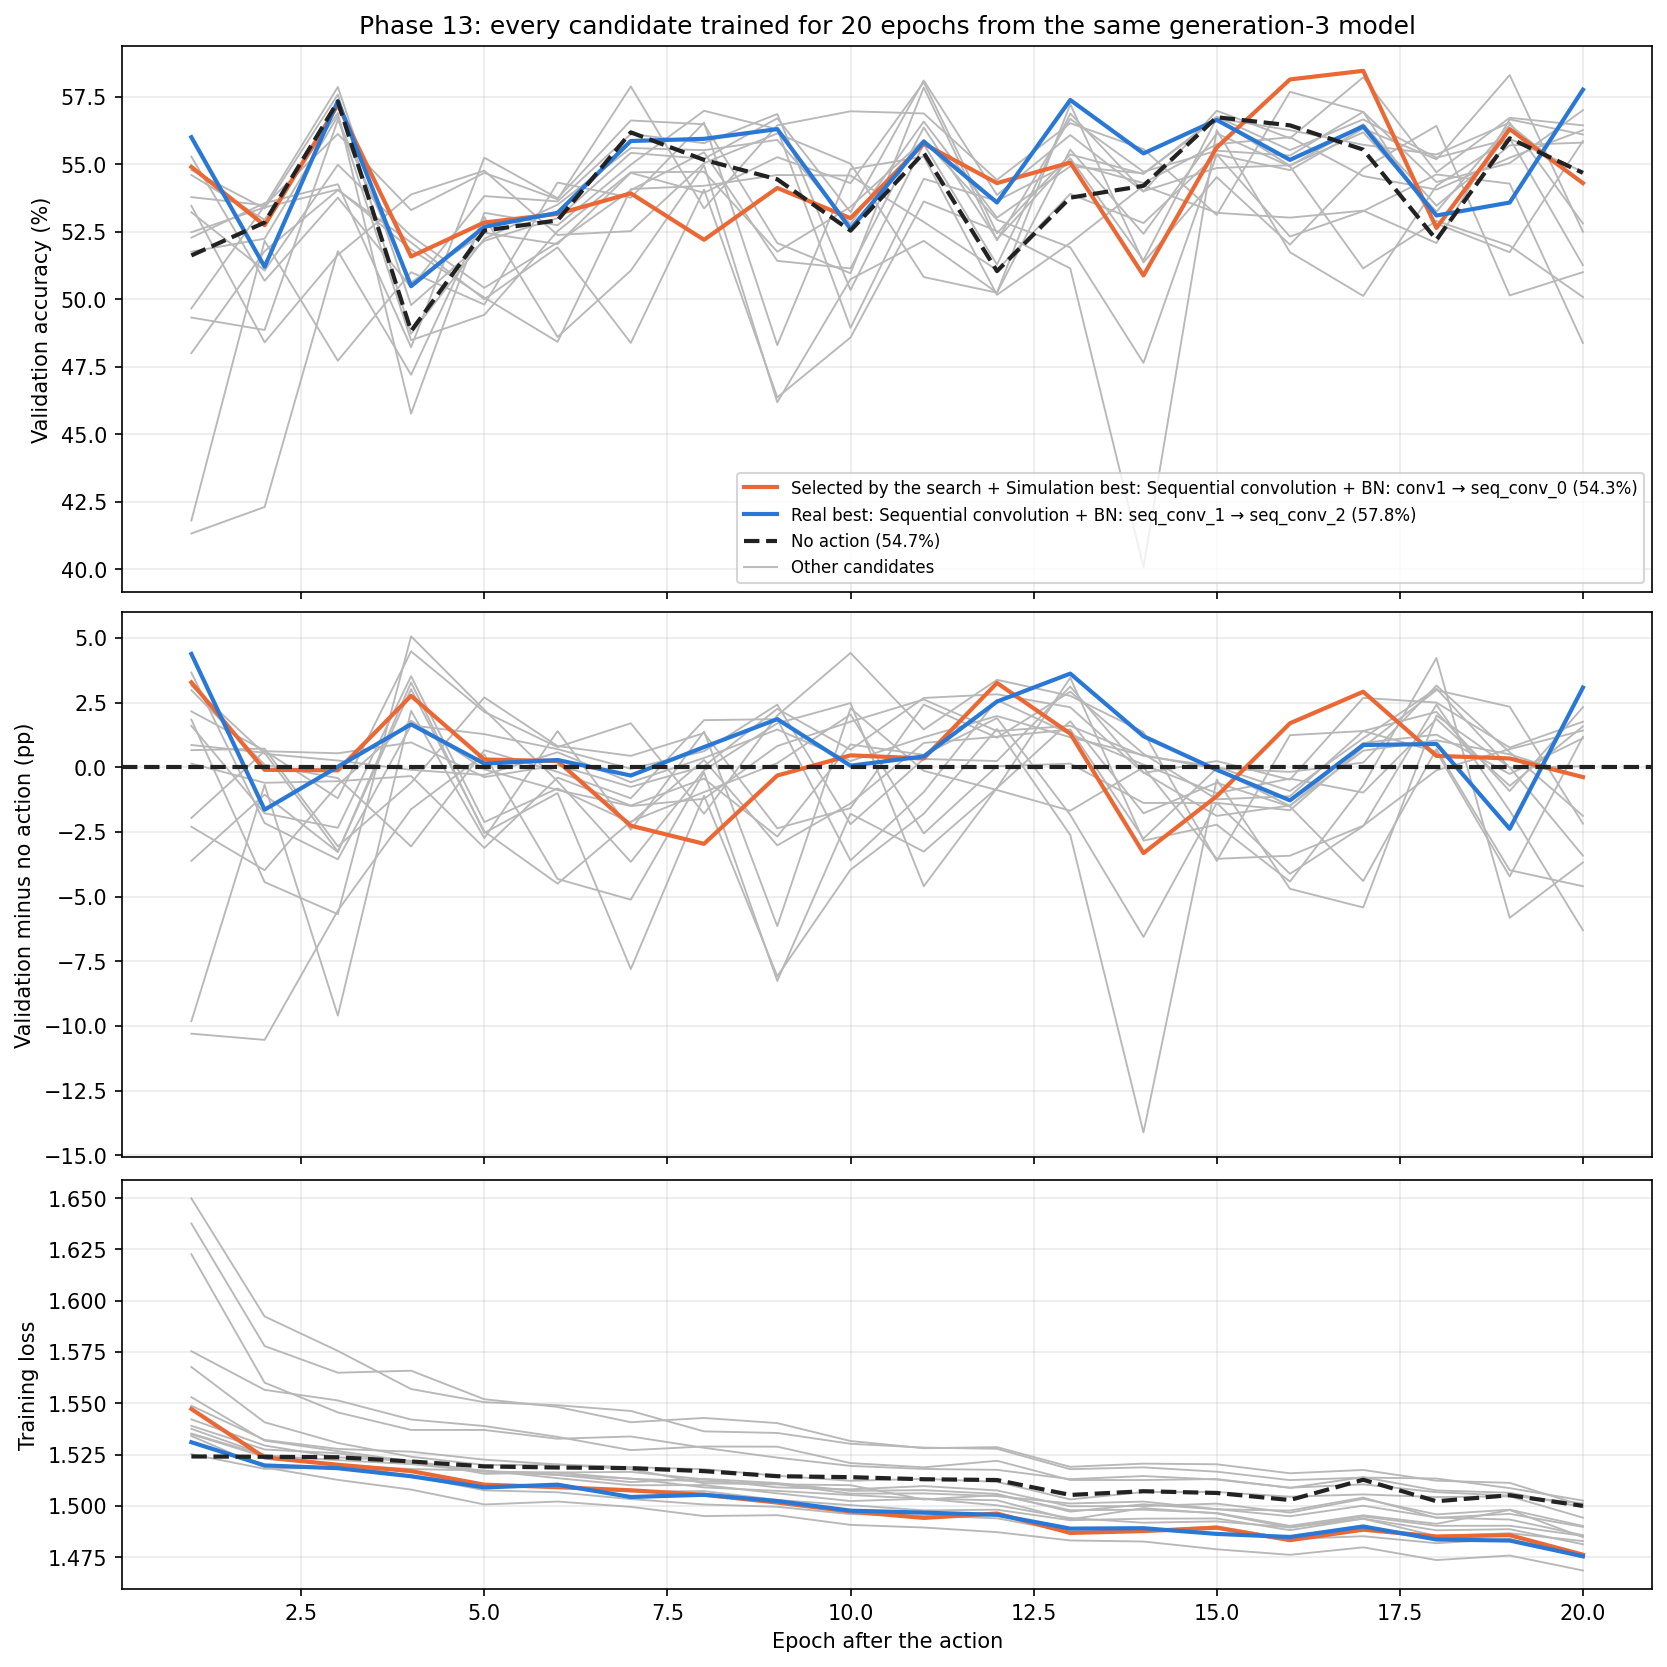 Phase 13: every candidate trained for 20 epochs from the same generation-3 model
Validation accuracy (%)
57.5
55.0
52.5
50.0
47.5
45.0
42.5
40.0
Selected by the search + Simulation best: Sequential convolution + BN: conv1 → seq_conv_0 (54.3%)
Real best: Sequential convolution + BN: seq_conv_1 → seq_conv_2 (57.8%)
No action (54.7%)
Other candidates
Validation minus no action (pp)
5.0
2.5
0.0
−2.5
−5.0
−7.5
−10.0
−12.5
−15.0
Training loss
1.650
1.625
1.600
1.575
1.550
1.525
1.500
1.475
2.5 5.0 7.5 10.0 12.5 15.0 17.5 20.0
Epoch after the action